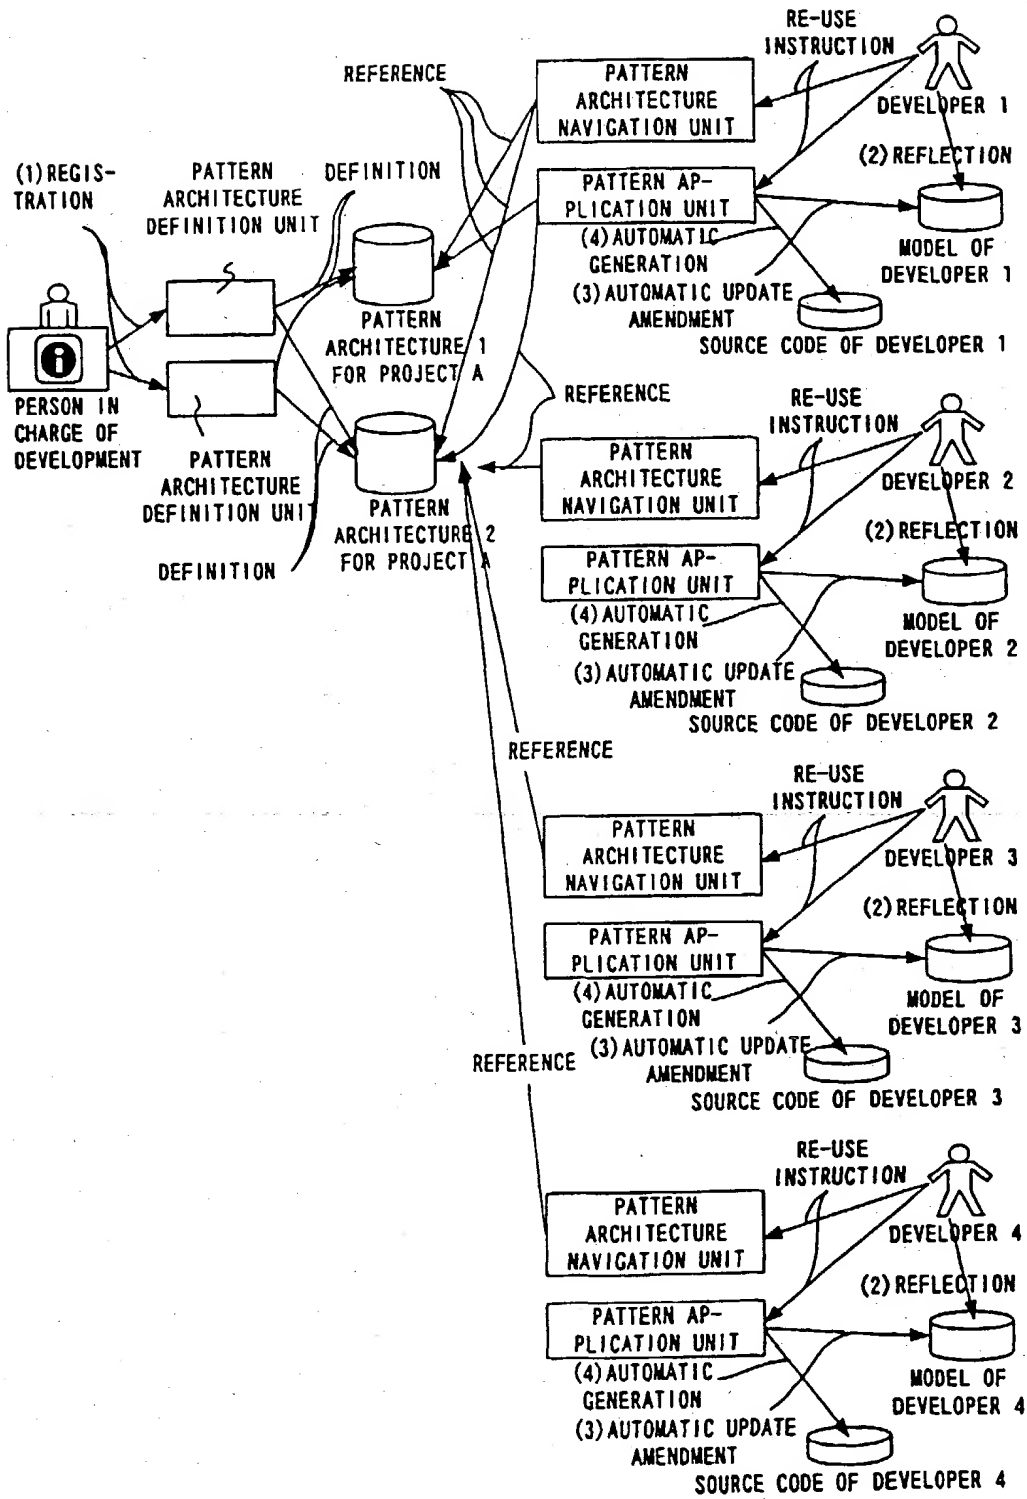 RE-USE
INSTRUCTION
DEVELOPER 1
REFERENCE
PATTERN
ARCHITECTURE
NAVIGATION UNIT
(2)REFLECTION
(1)REGIS-
TRATION
PATTERN
ARCHITECTURE
DEFINITION UNIT
DEFINITION
PATTERN AP-
PLICATION UNIT
(4)AUTOMATIC
GENERATION
MODEL OF
DEVELOPER 1
(3)AUTOMATIC UPDATE
AMENDMENT
SOURCE CODE OF DEVELOPER 1
PATTERN
ARCHITECTURE 1
FOR PROJECT A
PERSON IN
CHARGE OF
DEVELOPMENT
PATTERN
ARCHITECTURE
DEFINITION UNIT
DEFINITION
PATTERN
ARCHITECTURE 2
FOR PROJECT A
REFERENCE
RE-USE
INSTRUCTION
DEVELOPER 2
PATTERN
ARCHITECTURE
NAVIGATION UNIT
(2)REFLECTION
PATTERN AP-
PLICATION UNIT
(4)AUTOMATIC
GENERATION
MODEL OF
DEVELOPER 2
(3)AUTOMATIC UPDATE
AMENDMENT
SOURCE CODE OF DEVELOPER 2
REFERENCE
RE-USE
INSTRUCTION
DEVELOPER 3
PATTERN
ARCHITECTURE
NAVIGATION UNIT
(2)REFLECTION
PATTERN AP-
PLICATION UNIT
(4)AUTOMATIC
GENERATION
MODEL OF
DEVELOPER 3
(3)AUTOMATIC UPDATE
AMENDMENT
SOURCE CODE OF DEVELOPER 3
REFERENCE
RE-USE
INSTRUCTION
DEVELOPER 4
PATTERN
ARCHITECTURE
NAVIGATION UNIT
(2)REFLECTION
PATTERN AP-
PLICATION UNIT
(4)AUTOMATIC
GENERATION
MODEL OF
DEVELOPER 4
(3)AUTOMATIC UPDATE
AMENDMENT
SOURCE CODE OF DEVELOPER 4